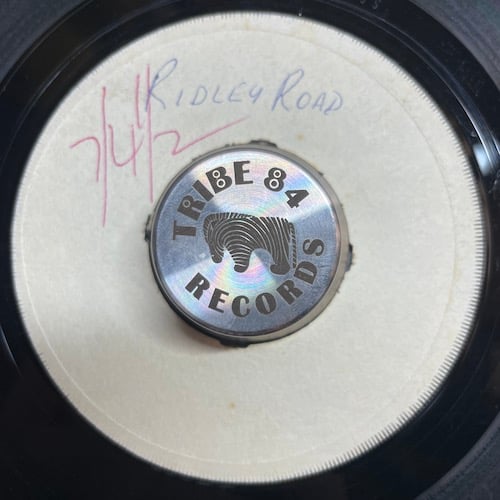 RIDLEY ROAD
7/4/2
TRIBE 84
RECORDS